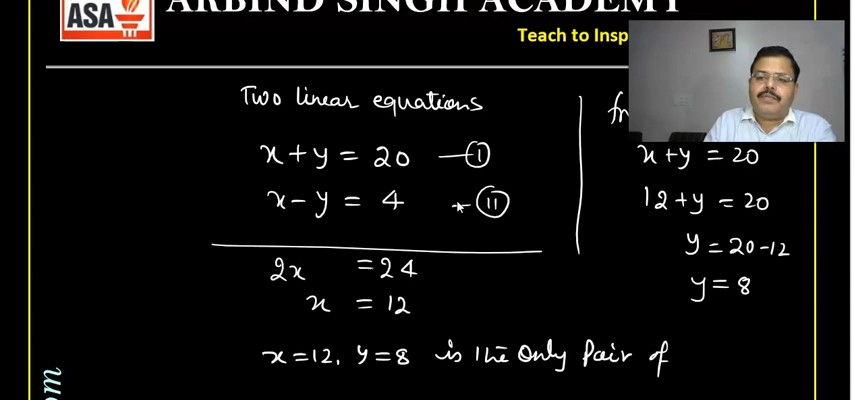 ARBIND SINGH ACADEMY
ASA
Teach to Insp
Two linear equations
x + y = 20 — (I)
x - y = 4 (II)
2x = 24
x = 12
x = 12, y = 8 is the only pair of
x + y = 20
12 + y = 20
y = 20 - 12
y = 8
om